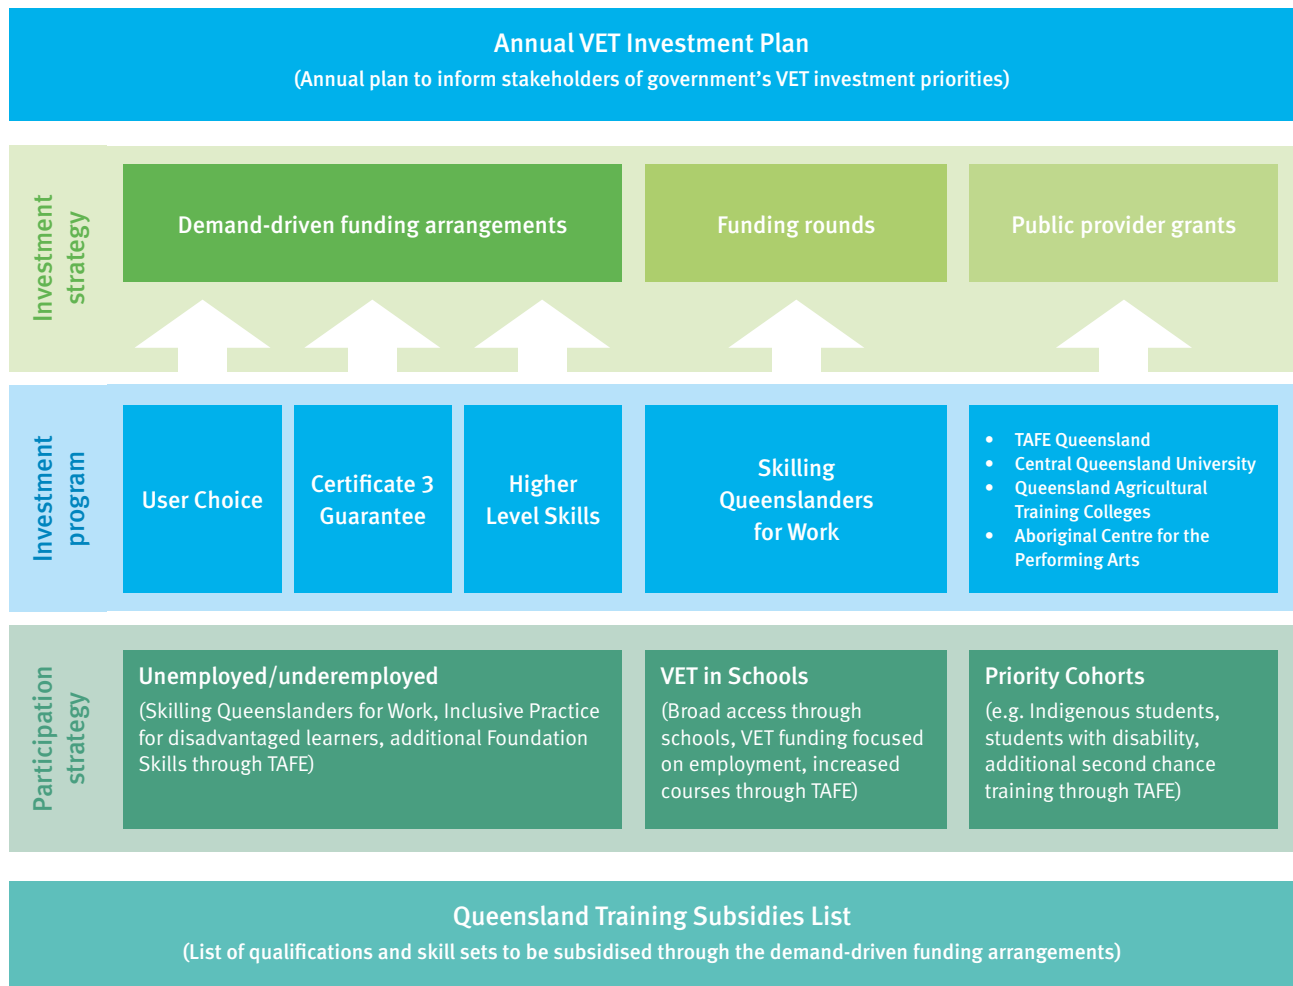 Annual VET Investment Plan
(Annual plan to inform stakeholders of government's VET investment priorities)
Investment
strategy
Demand-driven funding arrangements
Funding rounds
Public provider grants
Investment
program
User Choice
Certificate 3
Guarantee
Higher
Level Skills
Skilling
Queenslanders
for Work
• TAFE Queensland
• Central Queensland University
• Queensland Agricultural
Training Colleges
• Aboriginal Centre for the
Performing Arts
Participation
strategy
Unemployed/underemployed
(Skilling Queenslanders for Work, Inclusive Practice
for disadvantaged learners, additional Foundation
Skills through TAFE)
VET in Schools
(Broad access through
schools, VET funding focused
on employment, increased
courses through TAFE)
Priority Cohorts
(e.g. Indigenous students,
students with disability,
additional second chance
training through TAFE)
Queensland Training Subsidies List
(List of qualifications and skill sets to be subsidised through the demand-driven funding arrangements)